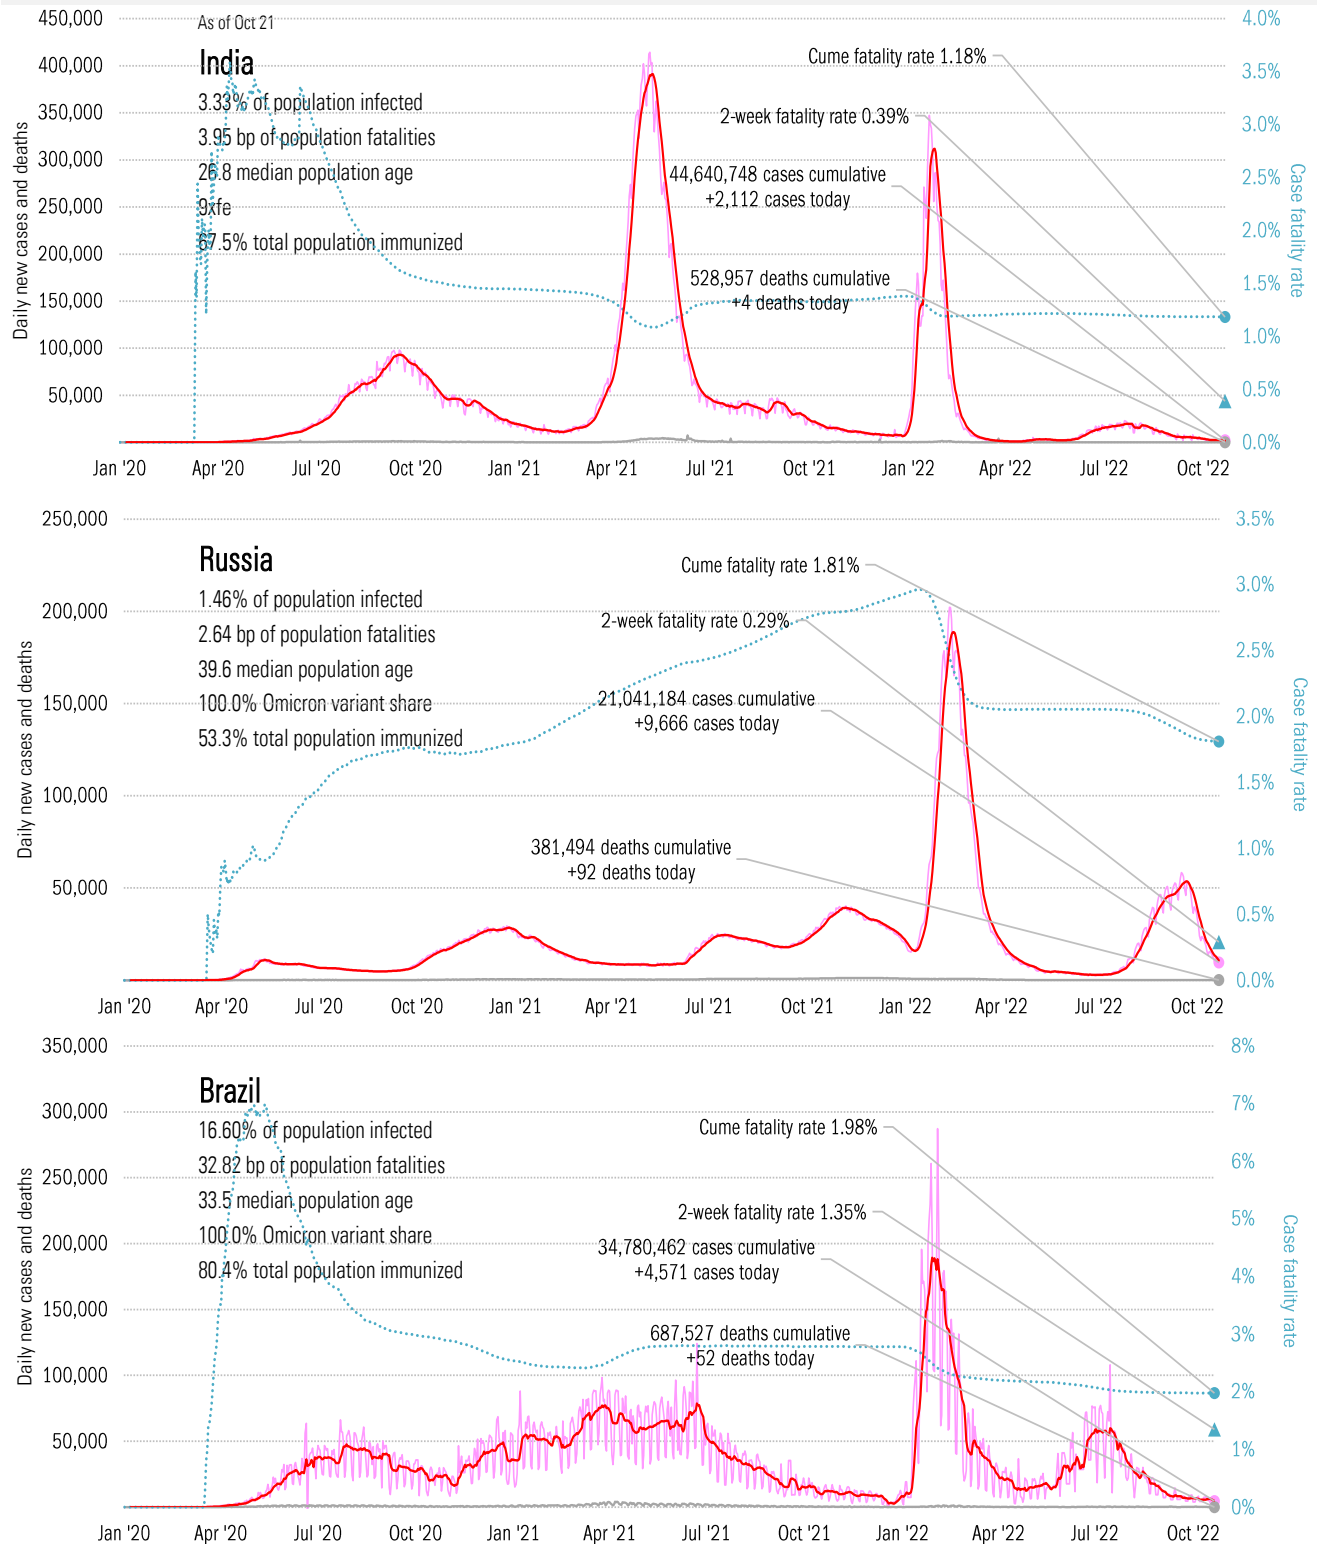 As of Oct 21
India
3.33% of population infected
3.95 bp of population fatalities
26.8 median population age
9xfe
67.5% total population immunized
Cume fatality rate 1.18%
2-week fatality rate 0.39%
44,640,748 cases cumulative
+2,112 cases today
528,957 deaths cumulative
+4 deaths today
Daily new cases and deaths
450,000
400,000
350,000
300,000
250,000
200,000
150,000
100,000
50,000
4.0%
3.5%
3.0%
2.5%
2.0%
1.5%
1.0%
0.5%
0.0%
Case fatality rate
Jan '20 Apr '20 Jul '20 Oct '20 Jan '21 Apr '21 Jul '21 Oct '21 Jan '22 Apr '22 Jul '22 Oct '22
Russia
1.46% of population infected
2.64 bp of population fatalities
39.6 median population age
100.0% Omicron variant share
53.3% total population immunized
Cume fatality rate 1.81%
2-week fatality rate 0.29%
21,041,184 cases cumulative
+9,666 cases today
381,494 deaths cumulative
+92 deaths today
Daily new cases and deaths
250,000
200,000
150,000
100,000
50,000
3.5%
3.0%
2.5%
2.0%
1.5%
1.0%
0.5%
0.0%
Case fatality rate
Jan '20 Apr '20 Jul '20 Oct '20 Jan '21 Apr '21 Jul '21 Oct '21 Jan '22 Apr '22 Jul '22 Oct '22
Brazil
16.60% of population infected
32.82 bp of population fatalities
33.5 median population age
100.0% Omicron variant share
80.4% total population immunized
Cume fatality rate 1.98%
2-week fatality rate 1.35%
34,780,462 cases cumulative
+4,571 cases today
687,527 deaths cumulative
+52 deaths today
Daily new cases and deaths
350,000
300,000
250,000
200,000
150,000
100,000
50,000
8%
7%
6%
5%
4%
3%
2%
1%
0%
Case fatality rate
Jan '20 Apr '20 Jul '20 Oct '20 Jan '21 Apr '21 Jul '21 Oct '21 Jan '22 Apr '22 Jul '22 Oct '22